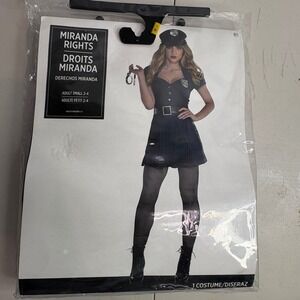 MIRANDA
RIGHTS
DROITS
MIRANDA
DERECHOS MIRANDA
ADULT SMALL 2-4
ADULTE PETIT 2-4
1 COSTUME/DISFRAZ